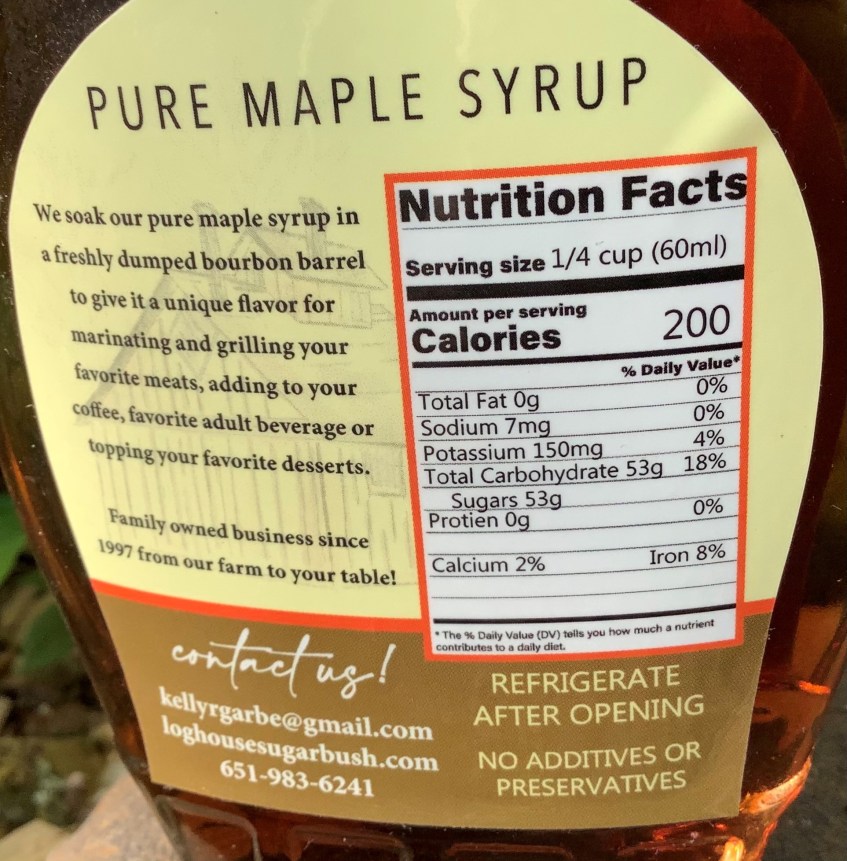 PURE MAPLE SYRUP
We soak our pure maple syrup in
a freshly dumped bourbon barrel
to give it a unique flavor for
marinating and grilling your
favorite meats, adding to your
coffee, favorite adult beverage or
topping your favorite desserts.
Family owned business since
1997 from our farm to your table!
Nutrition Facts
Serving size 1/4 cup (60ml)
Amount per serving
Calories 200
% Daily Value*
Total Fat 0g 0%
Sodium 7mg 0%
Potassium 150mg 4%
Total Carbohydrate 53g 18%
Sugars 53g
Protien 0g 0%
Calcium 2% Iron 8%
* The % Daily Value (DV) tells you how much a nutrient
contributes to a daily diet.
contact us!
kellyrgarbe@gmail.com
loghousesugarbush.com
651-983-6241
REFRIGERATE
AFTER OPENING
NO ADDITIVES OR
PRESERVATIVES